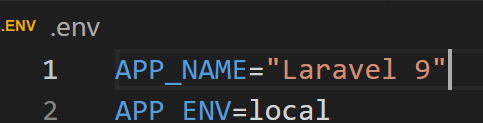 .ENV .env
1 APP_NAME="Laravel 9"
2 APP_ENV=local